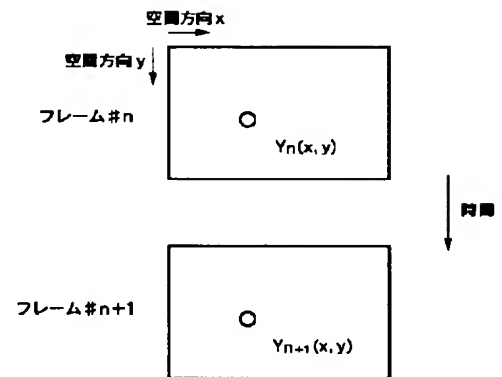 空間方向x
空間方向y
フレーム#n
Yn(x,y)
時間
フレーム#n+1
Yn+1(x,y)